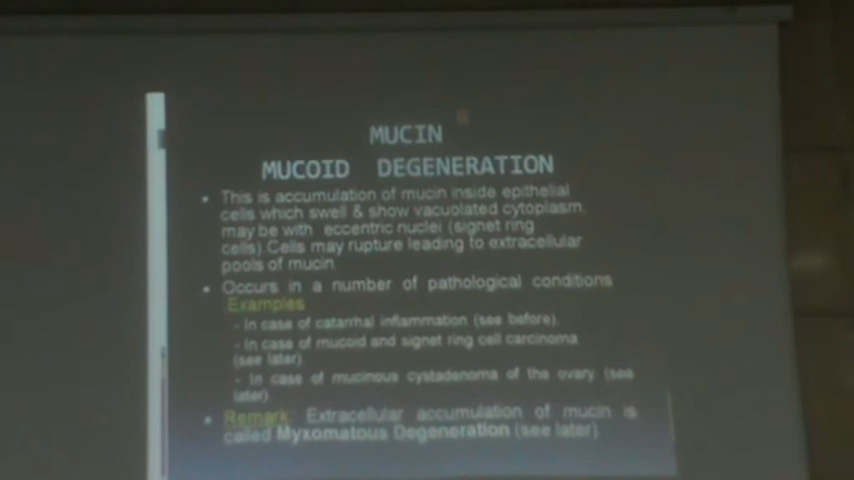 MUCIN
MUCOID DEGENERATION
• This is accumulation of mucin inside epithelial
cells which swell & show vacuolated cytoplasm.
may be with eccentric nuclei (signet ring
cells) Cells may rupture leading to extracellular
pools of mucin
• Occurs in a number of pathological conditions
Examples
- In case of catarrhal inflammation (see before).
- In case of mucoid and signet ring cell carcinoma
(see later)
- In case of mucinous cystadenoma of the ovary (see
later)
• Remark: Extracellular accumulation of mucin is
called Myxomatous Degeneration (see later)